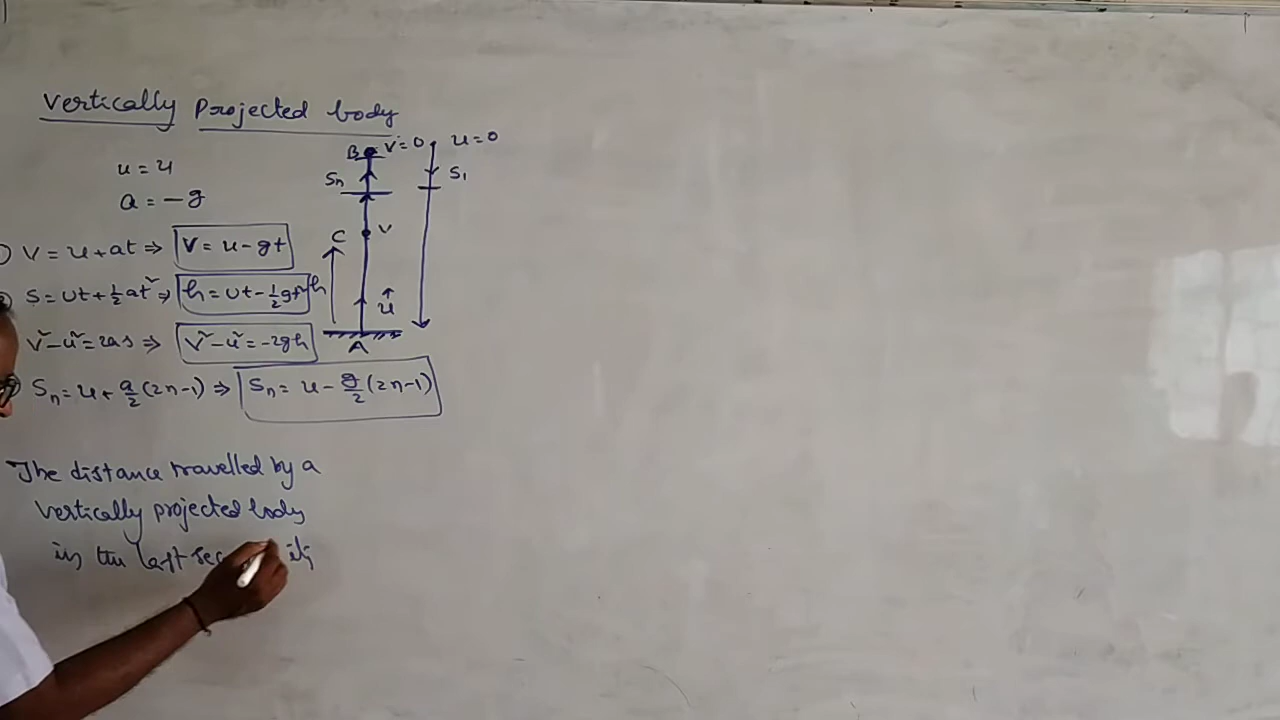 Vertically Projected body
B V=0 u=0
u = u
Sn S1
a = -g
C V
) V = u+at ⇒ V = u - gt
S = ut + ½at² ⇒ h = ut - ½gt² h
u
V² - u² = 2as ⇒ V² - u² = -2gh
A
Sn = u + a/2 (2n-1) ⇒ Sn = u - g/2 (2n-1)
The distance travelled by a
vertically projected body
in the last its